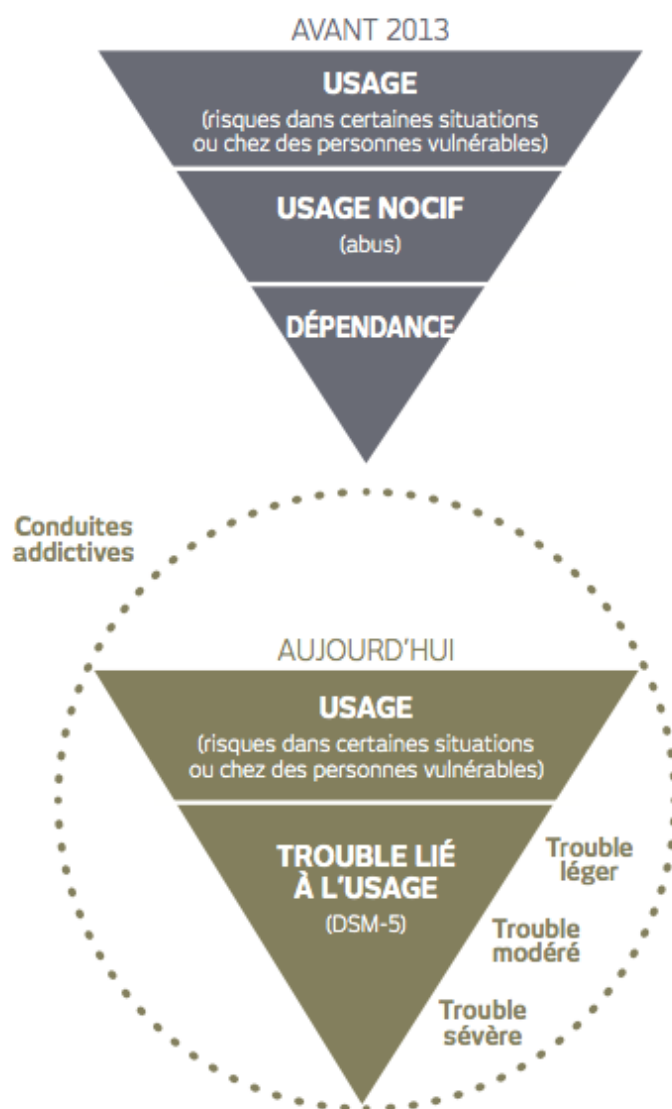 AVANT 2013
USAGE
(risques dans certaines situations
ou chez des personnes vulnérables)
USAGE NOCIF
(abus)
DÉPENDANCE
Conduites
addictives
AUJOURD'HUI
USAGE
(risques dans certaines situations
ou chez des personnes vulnérables)
TROUBLE LIÉ
À L'USAGE
(DSM-5)
Trouble
léger
Trouble
modéré
Trouble
sévère